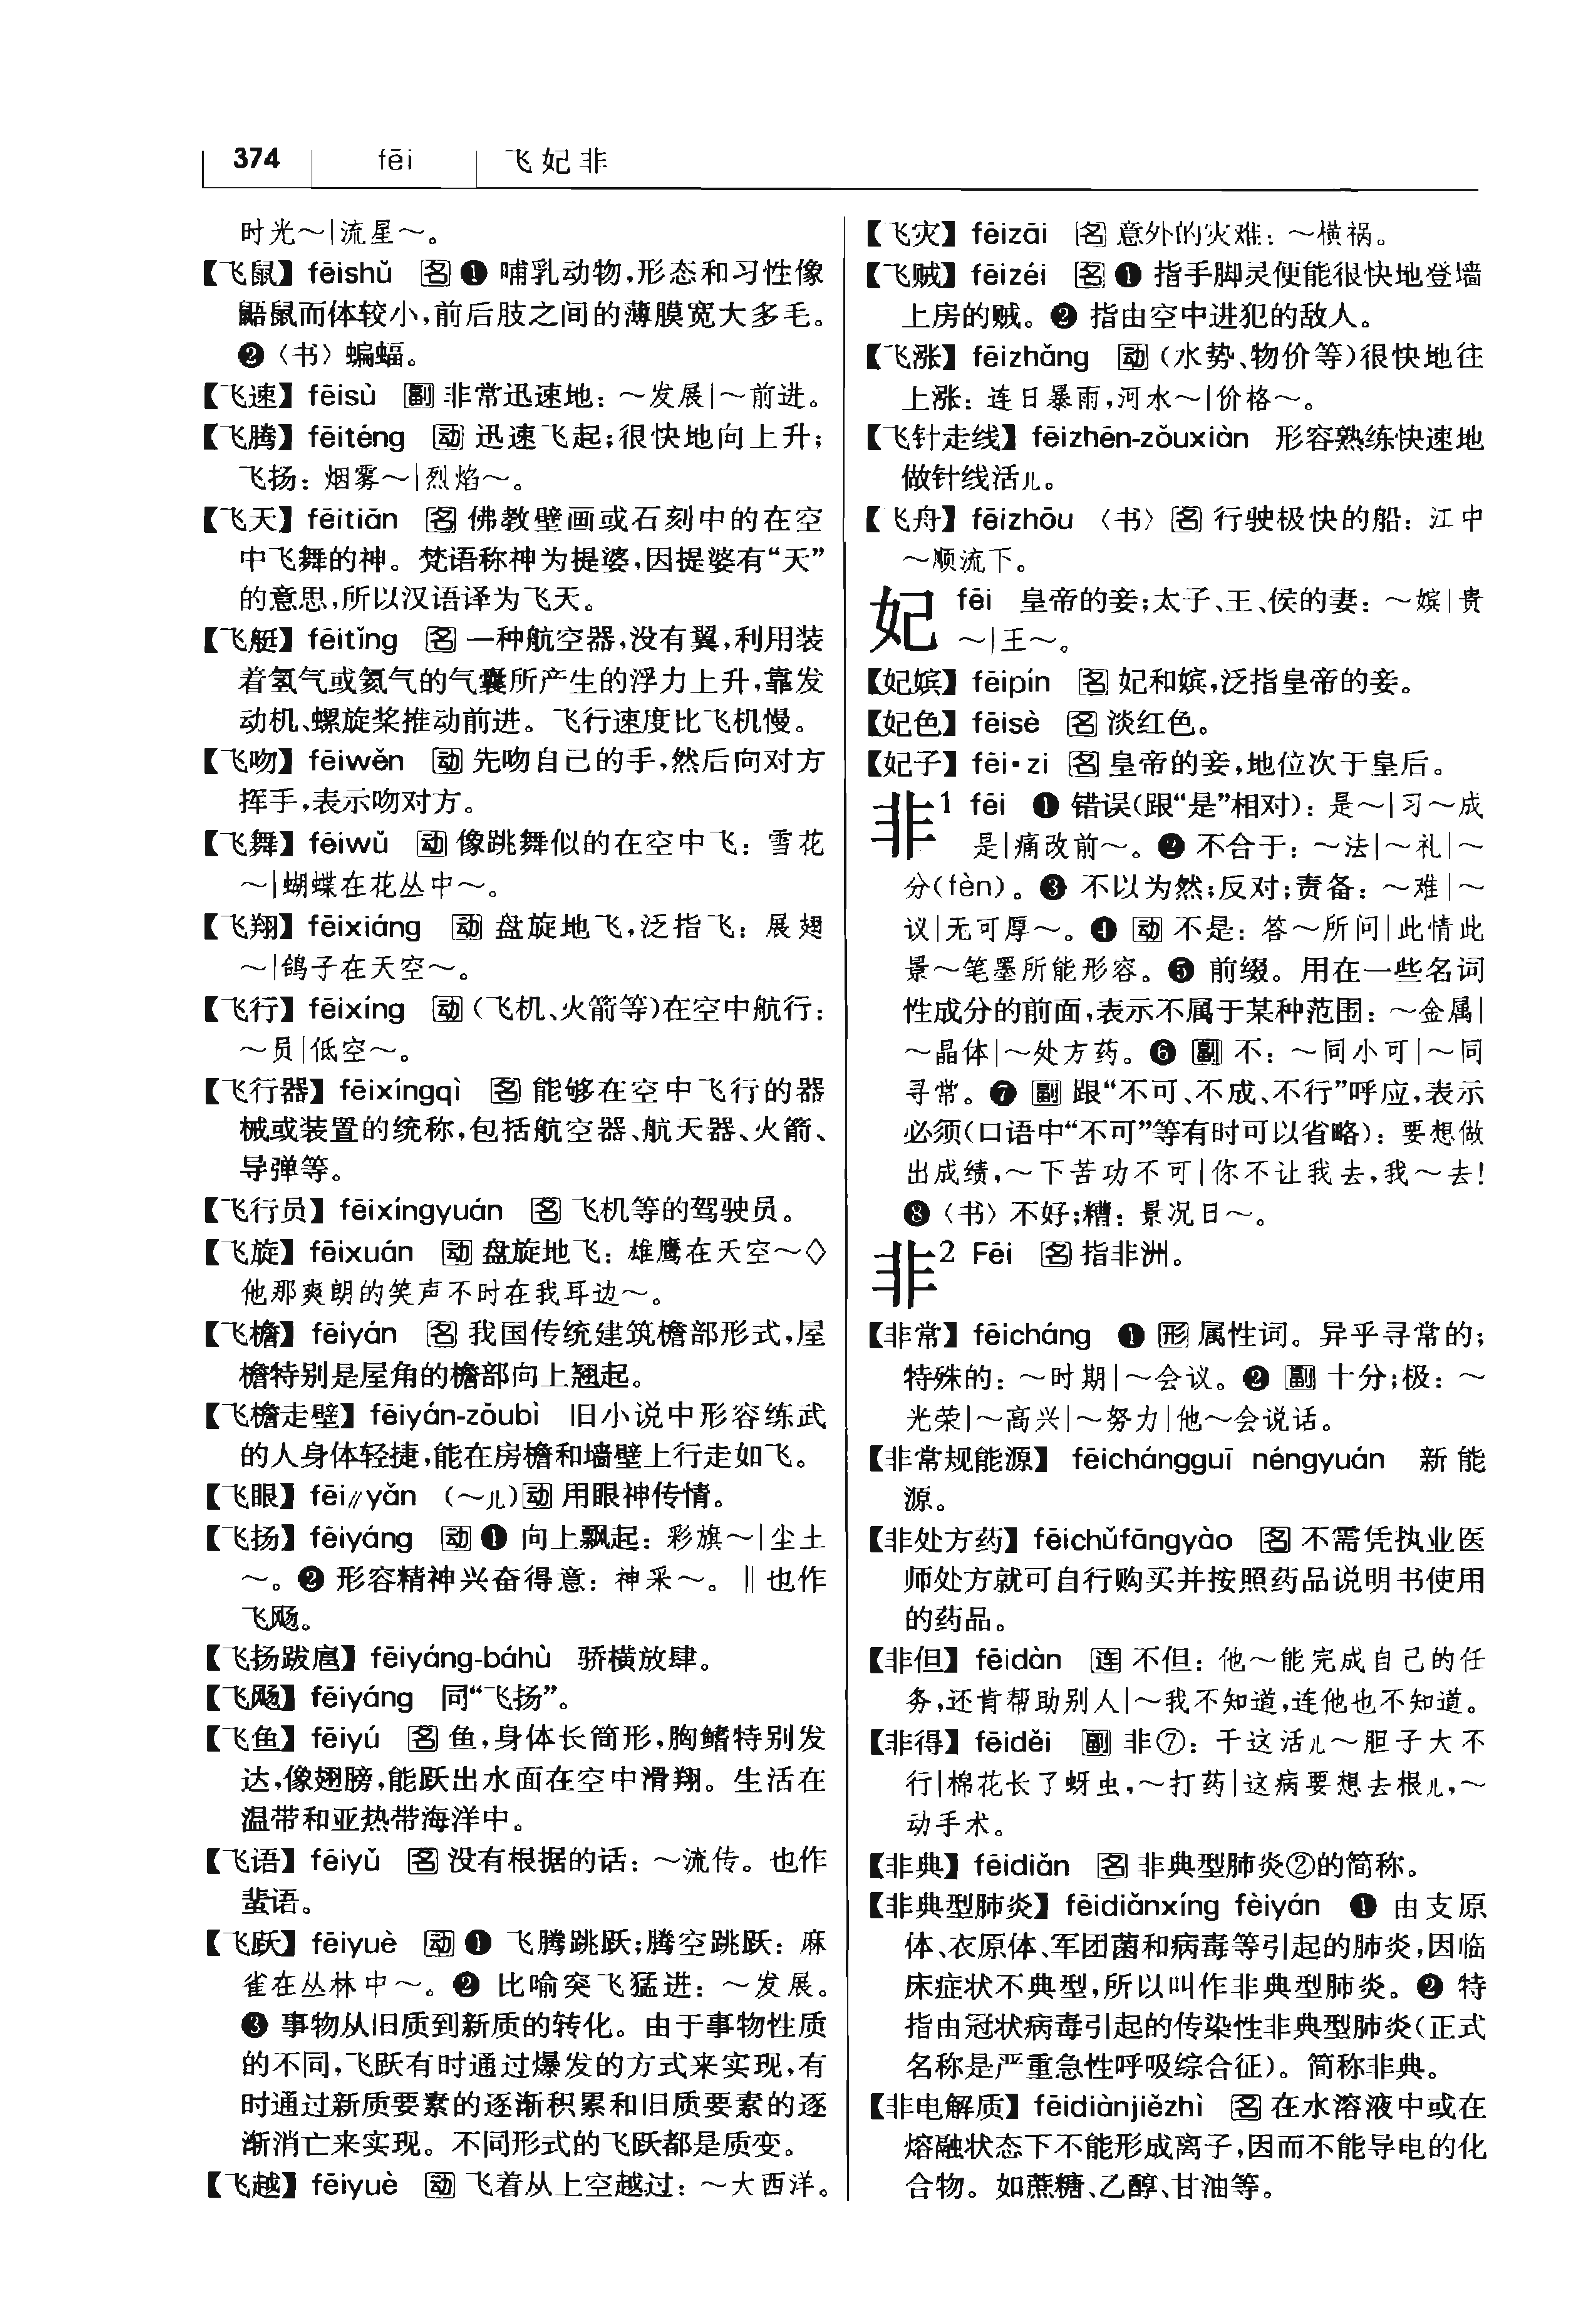 374 fēi 飞妃非
时光～|流星～。
【飞鼠】fēishǔ 名 ❶ 哺乳动物,形态和习性像
鼯鼠而体较小,前后肢之间的薄膜宽大多毛。
❷〈书〉蝙蝠。
【飞速】fēisù 副 非常迅速地：～发展|～前进。
【飞腾】fēiténg 动 迅速飞起;很快地向上升;
飞扬：烟雾～|烈焰～。
【飞天】fēitiān 名 佛教壁画或石刻中的在空
中飞舞的神。梵语称神为提婆,因提婆有“天”
的意思,所以汉语译为飞天。
【飞艇】fēitǐng 名 一种航空器,没有翼,利用装
着氢气或氦气的气囊所产生的浮力上升,靠发
动机、螺旋桨推动前进。飞行速度比飞机慢。
【飞吻】fēiwěn 动 先吻自己的手,然后向对方
挥手,表示吻对方。
【飞舞】fēiwǔ 动 像跳舞似的在空中飞：雪花
～|蝴蝶在花丛中～。
【飞翔】fēixiáng 动 盘旋地飞,泛指飞：展翅
～|鸽子在天空～。
【飞行】fēixíng 动 (飞机、火箭等)在空中航行：
～员|低空～。
【飞行器】fēixíngqì 名 能够在空中飞行的器
械或装置的统称,包括航空器、航天器、火箭、
导弹等。
【飞行员】fēixíngyuán 名 飞机等的驾驶员。
【飞旋】fēixuán 动 盘旋地飞：雄鹰在天空～◇
他那爽朗的笑声不时在我耳边～。
【飞檐】fēiyán 名 我国传统建筑檐部形式,屋
檐特别是屋角的檐部向上翘起。
【飞檐走壁】fēiyán-zǒubì 旧小说中形容练武
的人身体轻捷,能在房檐和墙壁上行走如飞。
【飞眼】fēi∥yǎn (～儿)动 用眼神传情。
【飞扬】fēiyáng 动 ❶ 向上飘起：彩旗～|尘土
～。❷ 形容精神兴奋得意：神采～。‖也作
飞飏。
【飞扬跋扈】fēiyáng-báhù 骄横放肆。
【飞飏】fēiyáng 同“飞扬”。
【飞鱼】fēiyú 名 鱼,身体长筒形,胸鳍特别发
达,像翅膀,能跃出水面在空中滑翔。生活在
温带和亚热带海洋中。
【飞语】fēiyǔ 名 没有根据的话：～流传。也作
蜚语。
【飞跃】fēiyuè 动 ❶ 飞腾跳跃;腾空跳跃：麻
雀在丛林中～。❷ 比喻突飞猛进：～发展。
❸ 事物从旧质到新质的转化。由于事物性质
的不同,飞跃有时通过爆发的方式来实现,有
时通过新质要素的逐渐积累和旧质要素的逐
渐消亡来实现。不同形式的飞跃都是质变。
【飞越】fēiyuè 动 飞着从上空越过：～大西洋。
【飞灾】fēizāi 名 意外的灾难：～横祸。
【飞贼】fēizéi 名 ❶ 指手脚灵便能很快地登墙
上房的贼。❷ 指由空中进犯的敌人。
【飞涨】fēizhǎng 动 (水势、物价等)很快地往
上涨：连日暴雨,河水～|价格～。
【飞针走线】fēizhēn-zǒuxiàn 形容熟练快速地
做针线活儿。
【飞舟】fēizhōu 〈书〉名 行驶极快的船：江中
～顺流下。
妃 fēi 皇帝的妾;太子、王、侯的妻：～嫔|贵
～|王～。
【妃嫔】fēipín 名 妃和嫔,泛指皇帝的妾。
【妃色】fēisè 名 淡红色。
【妃子】fēi·zi 名 皇帝的妾,地位次于皇后。
非1 fēi ❶ 错误(跟“是”相对)：是～|习～成
是|痛改前～。❷ 不合于：～法|～礼|～
分(fèn)。❸ 不以为然;反对;责备：～难|～
议|无可厚～。❹ 动 不是：答～所问|此情此
景～笔墨所能形容。❺ 前缀。用在一些名词
性成分的前面,表示不属于某种范围：～金属|
～晶体|～处方药。❻ 副 不：～同小可|～同
寻常。❼ 副 跟“不可、不成、不行”呼应,表示
必须(口语中“不可”等有时可以省略)：要想做
出成绩,～下苦功不可|你不让我去,我～去!
❽〈书〉不好;糟：景况日～。
非2 Fēi 名 指非洲。
【非常】fēicháng ❶ 形 属性词。异乎寻常的;
特殊的：～时期|～会议。❷ 副 十分;极：～
光荣|～高兴|～努力|他～会说话。
【非常规能源】fēichángguī néngyuán 新能
源。
【非处方药】fēichǔfāngyào 名 不需凭执业医
师处方就可自行购买并按照药品说明书使用
的药品。
【非但】fēidàn 连 不但：他～能完成自己的任
务,还肯帮助别人|～我不知道,连他也不知道。
【非得】fēiděi 副 非⑦：干这活儿～胆子大不
行|棉花长了蚜虫,～打药|这病要想去根儿,～
动手术。
【非典】fēidiǎn 名 非典型肺炎②的简称。
【非典型肺炎】fēidiǎnxíng fèiyán ❶ 由支原
体、衣原体、军团菌和病毒等引起的肺炎,因临
床症状不典型,所以叫作非典型肺炎。❷ 特
指由冠状病毒引起的传染性非典型肺炎(正式
名称是严重急性呼吸综合征)。简称非典。
【非电解质】fēidiànjiězhì 名 在水溶液中或在
熔融状态下不能形成离子,因而不能导电的化
合物。如蔗糖、乙醇、甘油等。